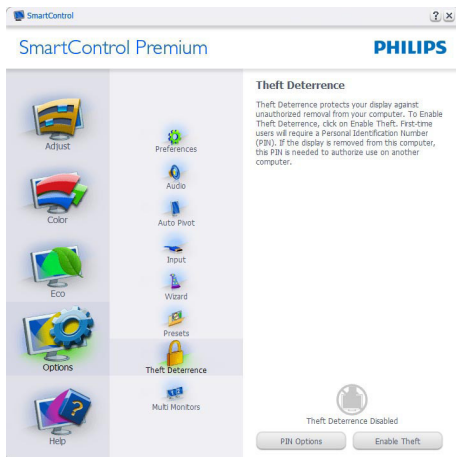 SmartControl
? x
SmartControl Premium
PHILIPS
Adjust
Color
Eco
Options
Help
Preferences
Audio
Auto Pivot
Input
Wizard
Presets
Theft Deterrence
Multi Monitors
Theft Deterrence
Theft Deterrence protects your display against
unauthorized removal from your computer. To Enable
Theft Deterrence, click on Enable Theft. First-time
users will require a Personal Identification Number
(PIN). If the display is removed from this computer,
this PIN is needed to authorize use on another
computer.
Theft Deterrence Disabled
PIN Options
Enable Theft